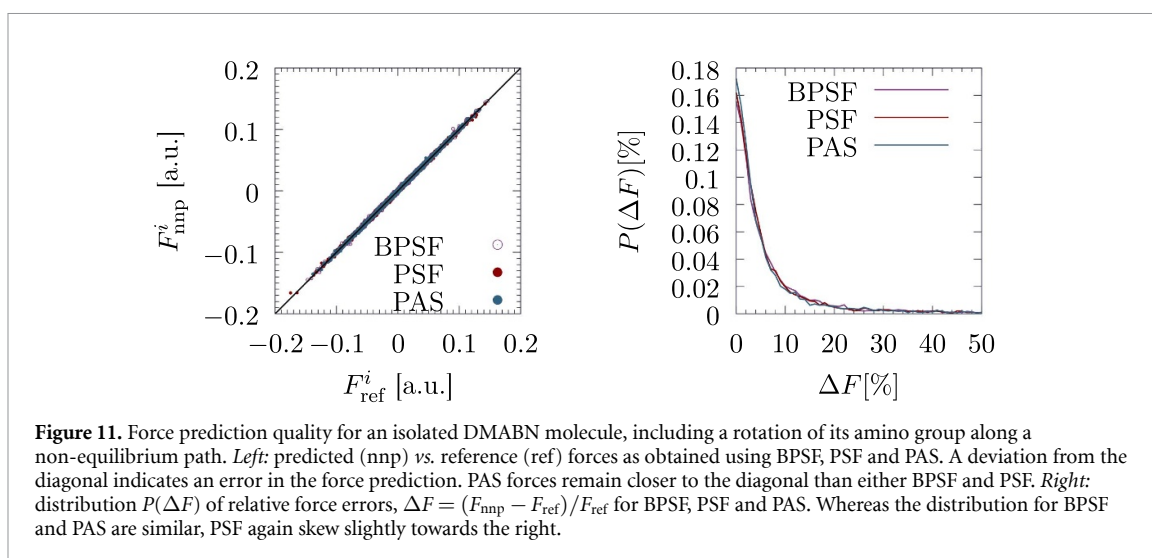 0.2
0.1
0
−0.1
−0.2
−0.2 −0.1 0 0.1 0.2
F^i_nnp [a.u.]
F^i_ref [a.u.]
BPSF
PSF
PAS
0.18
0.16
0.14
0.12
0.1
0.08
0.06
0.04
0.02
0
0 10 20 30 40 50
P(ΔF)[%]
ΔF[%]
BPSF
PSF
PAS
Figure 11. Force prediction quality for an isolated DMABN molecule, including a rotation of its amino group along a
non-equilibrium path. Left: predicted (nnp) vs. reference (ref) forces as obtained using BPSF, PSF and PAS. A deviation from the
diagonal indicates an error in the force prediction. PAS forces remain closer to the diagonal than either BPSF and PSF. Right:
distribution P(ΔF) of relative force errors, ΔF = (F_nnp − F_ref)/F_ref for BPSF, PSF and PAS. Whereas the distribution for BPSF
and PAS are similar, PSF again skew slightly towards the right.